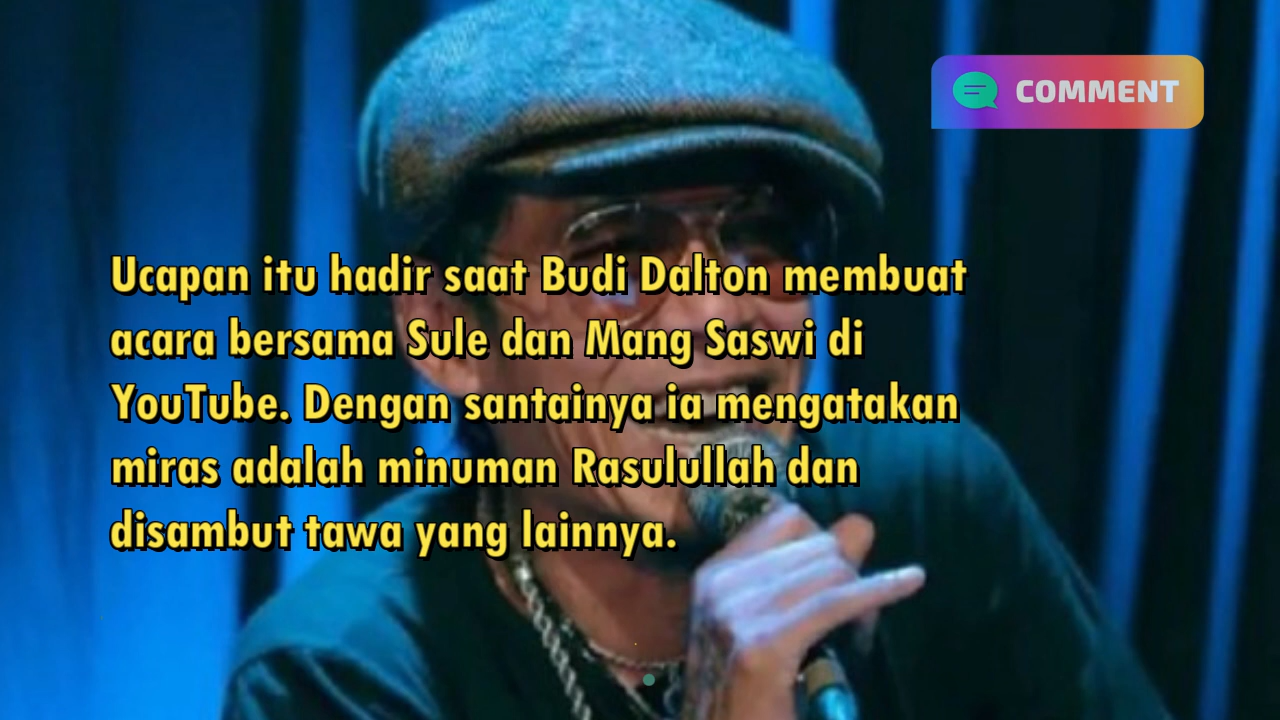 COMMENT
Ucapan itu hadir saat Budi Dalton membuat
acara bersama Sule dan Mang Saswi di
YouTube. Dengan santainya ia mengatakan
miras adalah minuman Rasulullah dan
disambut tawa yang lainnya.